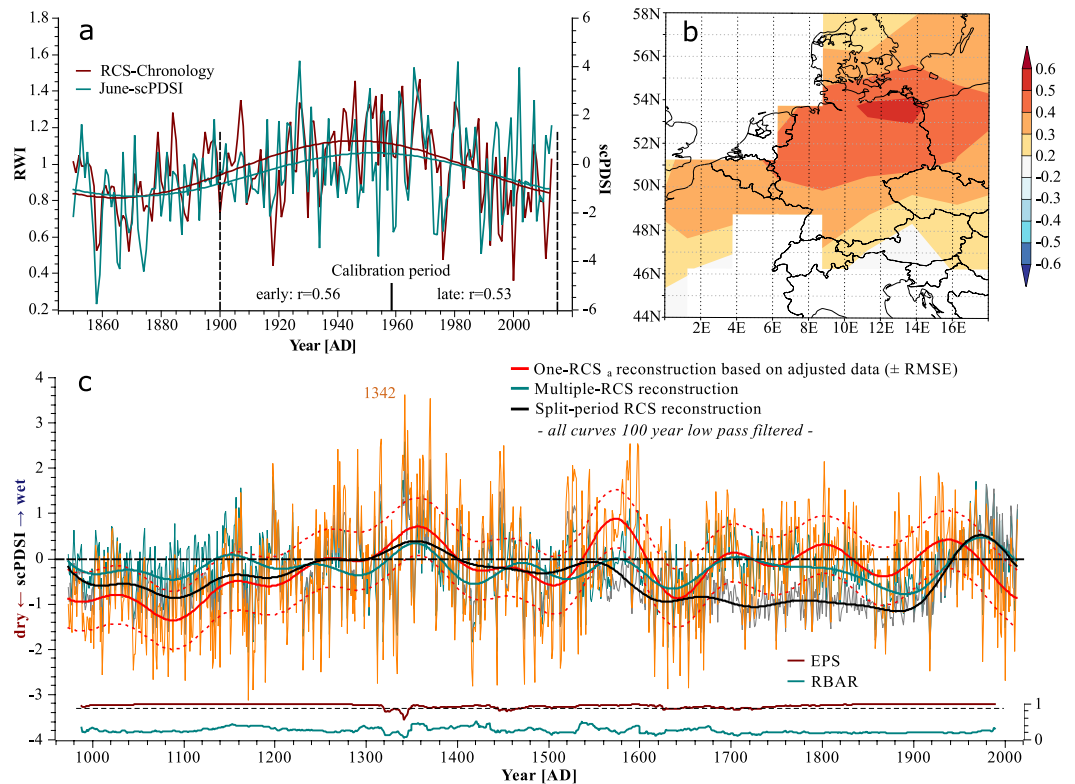 a
1.8
1.6
1.4
1.2
1.0
0.8
0.6
0.4
0.2
RWI
RCS-Chronology
June-scPDSI
6
4
2
0
-2
-4
-6
scPDSI
Calibration period
early: r=0.56
late: r=0.53
1860
1880
1900
1920
1940
1960
1980
2000
Year [AD]
b
58N
56N
54N
52N
50N
48N
46N
44N
2E
4E
6E
8E
10E
12E
14E
16E
0.6
0.5
0.4
0.3
0.2
-0.2
-0.3
-0.4
-0.5
-0.6
c
One-RCS a reconstruction based on adjusted data (± RMSE)
Multiple-RCS reconstruction
Split-period RCS reconstruction
- all curves 100 year low pass filtered -
1342
4
3
2
1
0
-1
-2
-3
-4
dry ← scPDSI → wet
EPS
RBAR
1
0
1000
1100
1200
1300
1400
1500
1600
1700
1800
1900
2000
Year [AD]